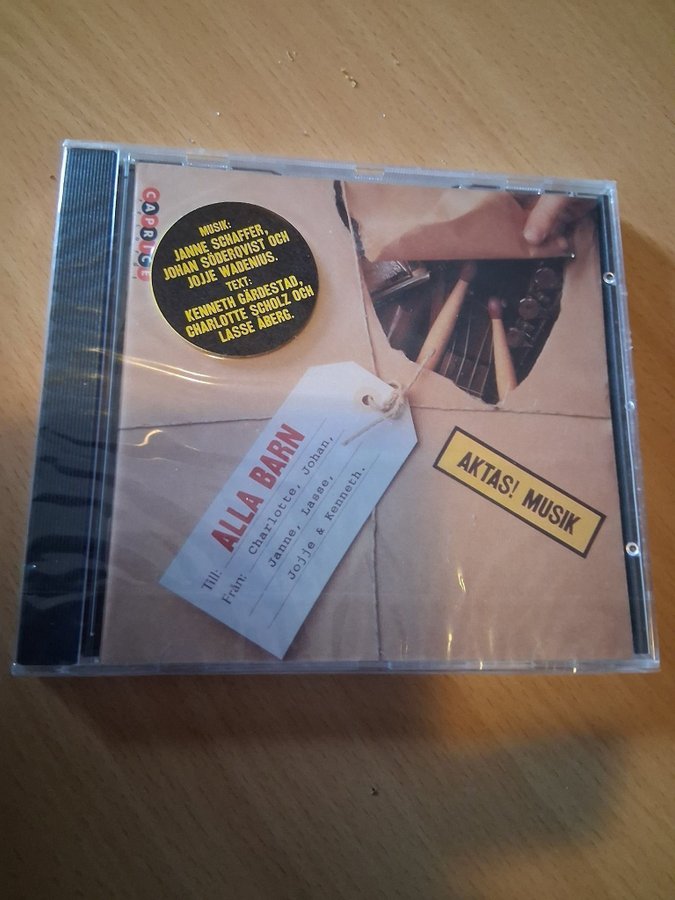 CAPRICE
MUSIK:
JANNE SCHAFFER,
JOHAN SÖDERQVIST OCH
JOJJE WADENIUS.
TEXT:
KENNETH GÄRDESTAD,
CHARLOTTE SCHOLZ OCH
LASSE ÅBERG.
Till: ALLA BARN
Från: Charlotte, Johan,
Janne, Lasse,
Jojje & Kenneth.
AKTAS! MUSIK